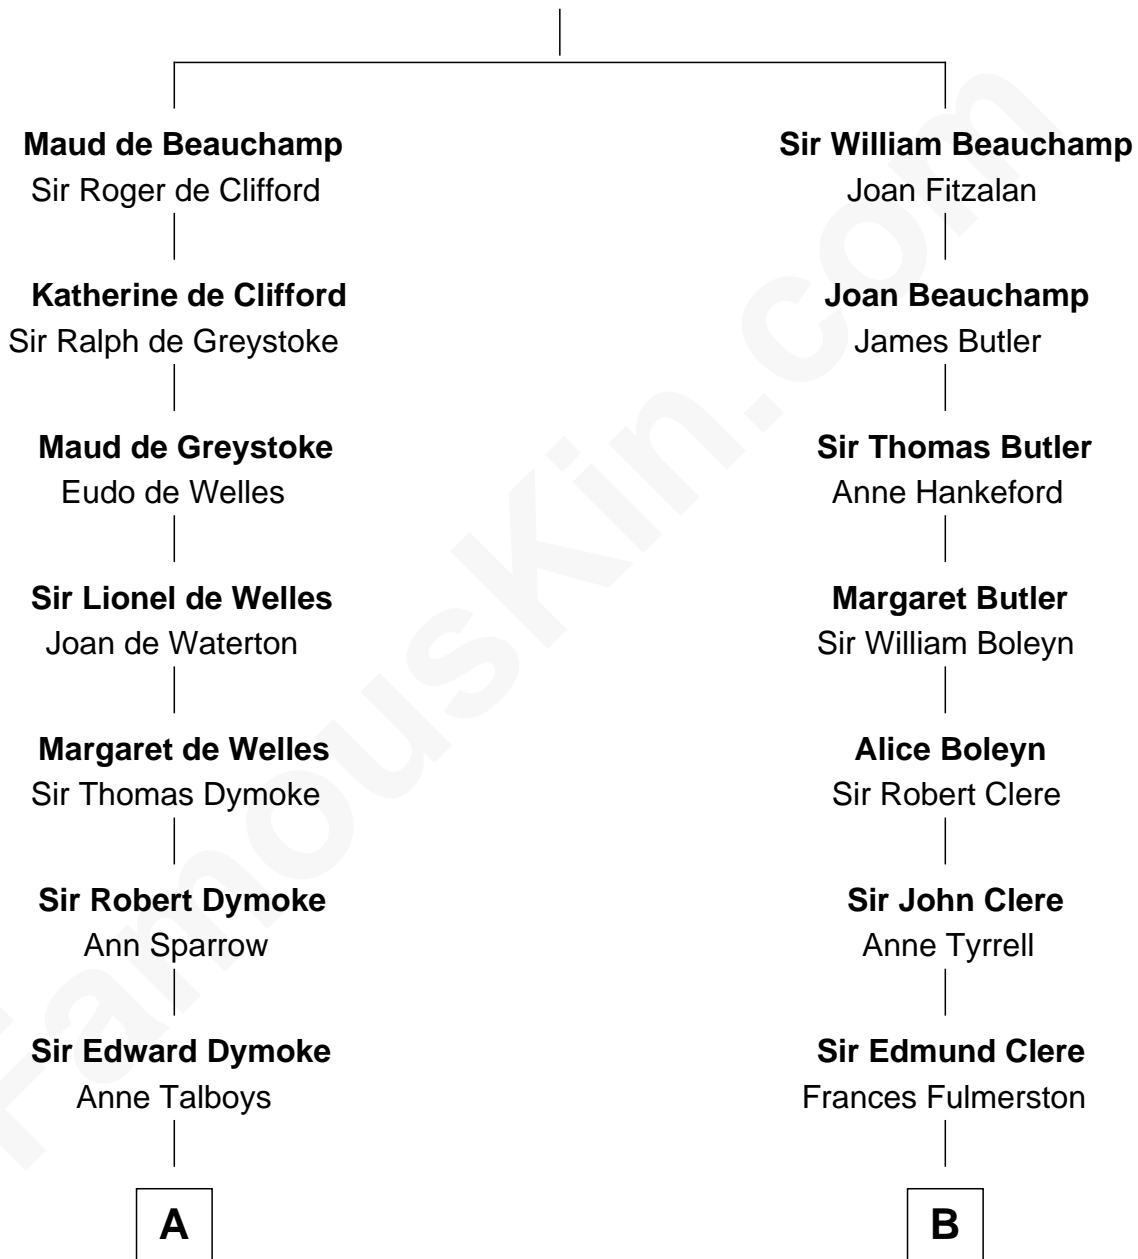 Maud de Beauchamp
Sir Roger de Clifford
Katherine de Clifford
Sir Ralph de Greystoke
Maud de Greystoke
Eudo de Welles
Sir Lionel de Welles
Joan de Waterton
Margaret de Welles
Sir Thomas Dymoke
Sir Robert Dymoke
Ann Sparrow
Sir Edward Dymoke
Anne Talboys
A
Sir William Beauchamp
Joan Fitzalan
Joan Beauchamp
James Butler
Sir Thomas Butler
Anne Hankeford
Margaret Butler
Sir William Boleyn
Alice Boleyn
Sir Robert Clere
Sir John Clere
Anne Tyrrell
Sir Edmund Clere
Frances Fulmerston
B
FamousKin.com